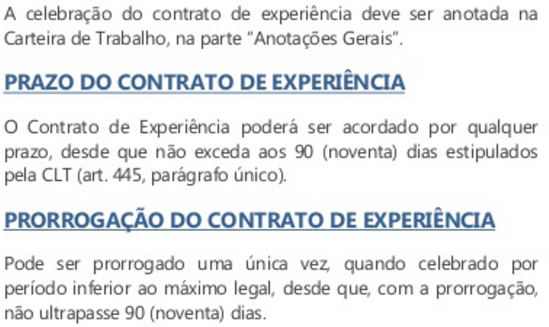 A celebração do contrato de experiência deve ser anotada na
Carteira de Trabalho, na parte "Anotações Gerais".
PRAZO DO CONTRATO DE EXPERIÊNCIA
O Contrato de Experiência poderá ser acordado por qualquer
prazo, desde que não exceda aos 90 (noventa) dias estipulados
pela CLT (art. 445, parágrafo único).
PRORROGAÇÃO DO CONTRATO DE EXPERIÊNCIA
Pode ser prorrogado uma única vez, quando celebrado por
período inferior ao máximo legal, desde que, com a prorrogação,
não ultrapasse 90 (noventa) dias.